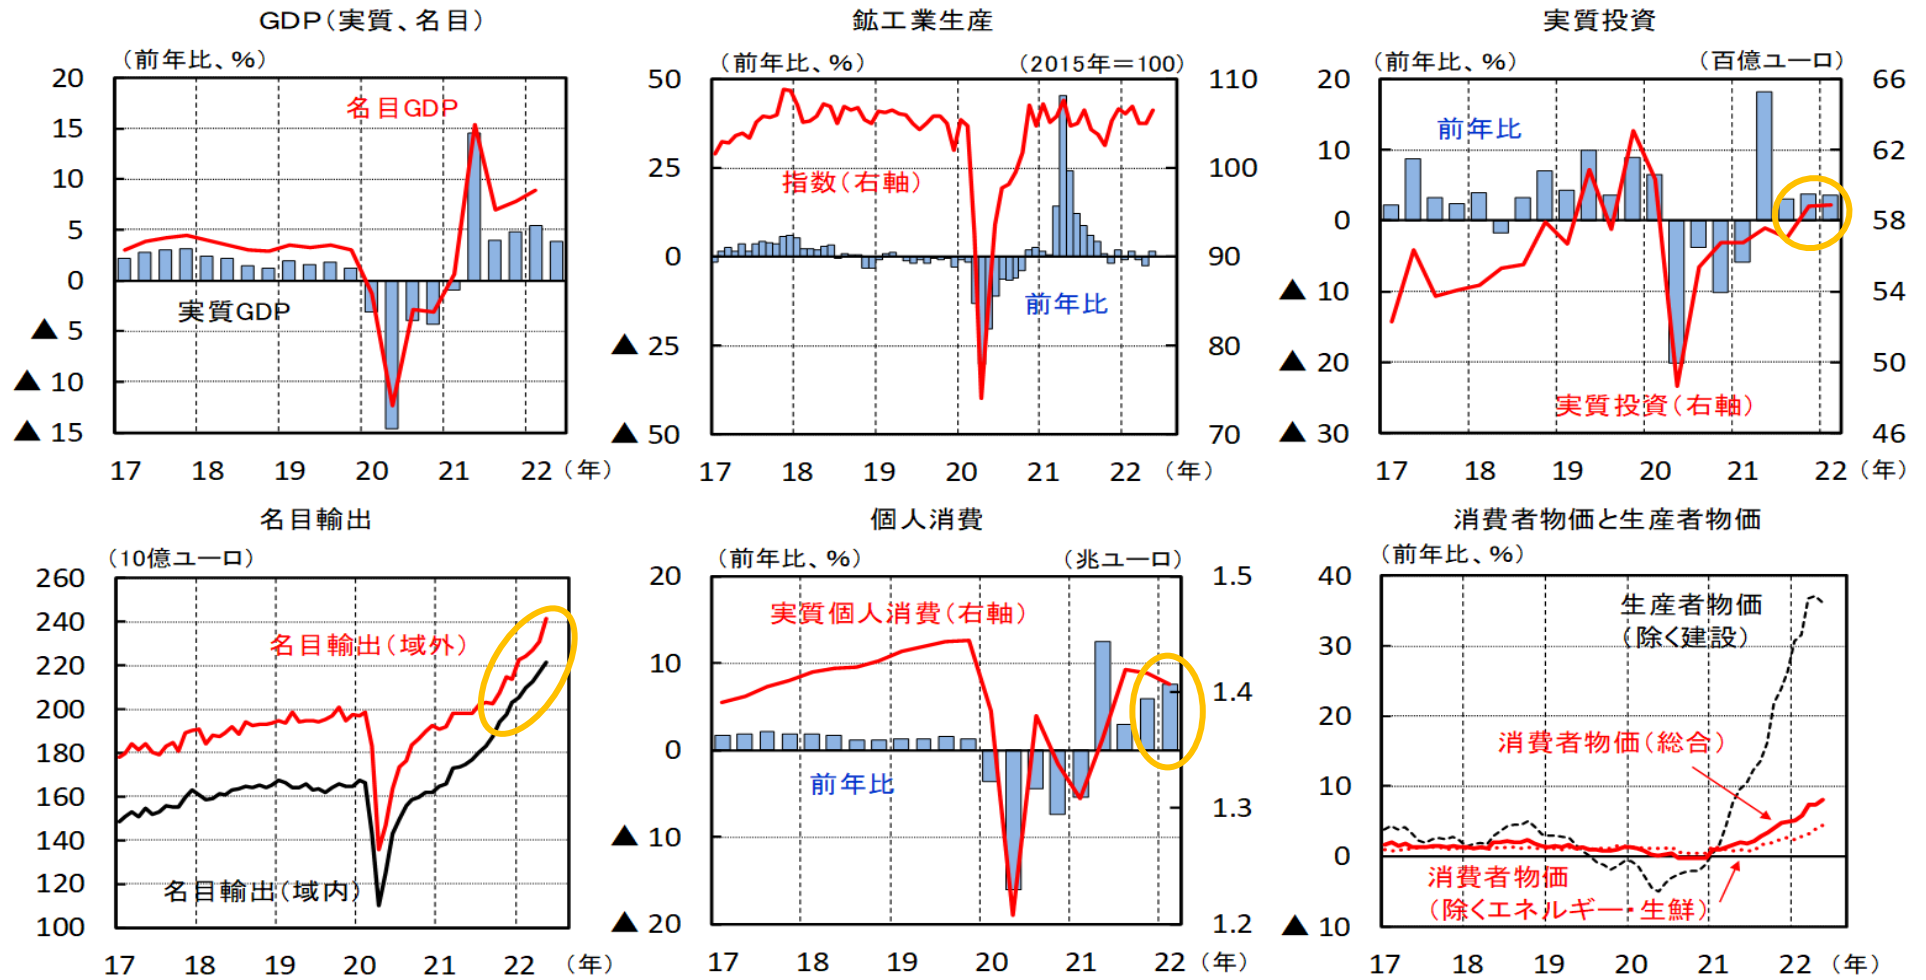 GDP(実質、名目)
(前年比、%)
20
15
10
5
0
▲ 5
▲ 10
▲ 15
名目GDP
実質GDP
17 18 19 20 21 22 (年)
鉱工業生産
(前年比、%) (2015年=100)
50
25
0
▲ 25
▲ 50
110
100
90
80
70
指数(右軸)
前年比
17 18 19 20 21 22 (年)
実質投資
(前年比、%) (百億ユーロ)
20
10
0
▲ 10
▲ 20
▲ 30
66
62
58
54
50
46
前年比
実質投資(右軸)
17 18 19 20 21 22 (年)
名目輸出
(10億ユーロ)
260
240
220
200
180
160
140
120
100
名目輸出(域外)
名目輸出(域内)
17 18 19 20 21 22 (年)
個人消費
(前年比、%) (兆ユーロ)
20
10
0
▲ 10
▲ 20
1.5
1.4
1.3
1.2
実質個人消費(右軸)
前年比
17 18 19 20 21 22 (年)
消費者物価と生産者物価
(前年比、%)
40
30
20
10
0
▲ 10
生産者物価
(除く建設)
消費者物価(総合)
消費者物価
(除くエネルギー・生鮮)
17 18 19 20 21 22 (年)